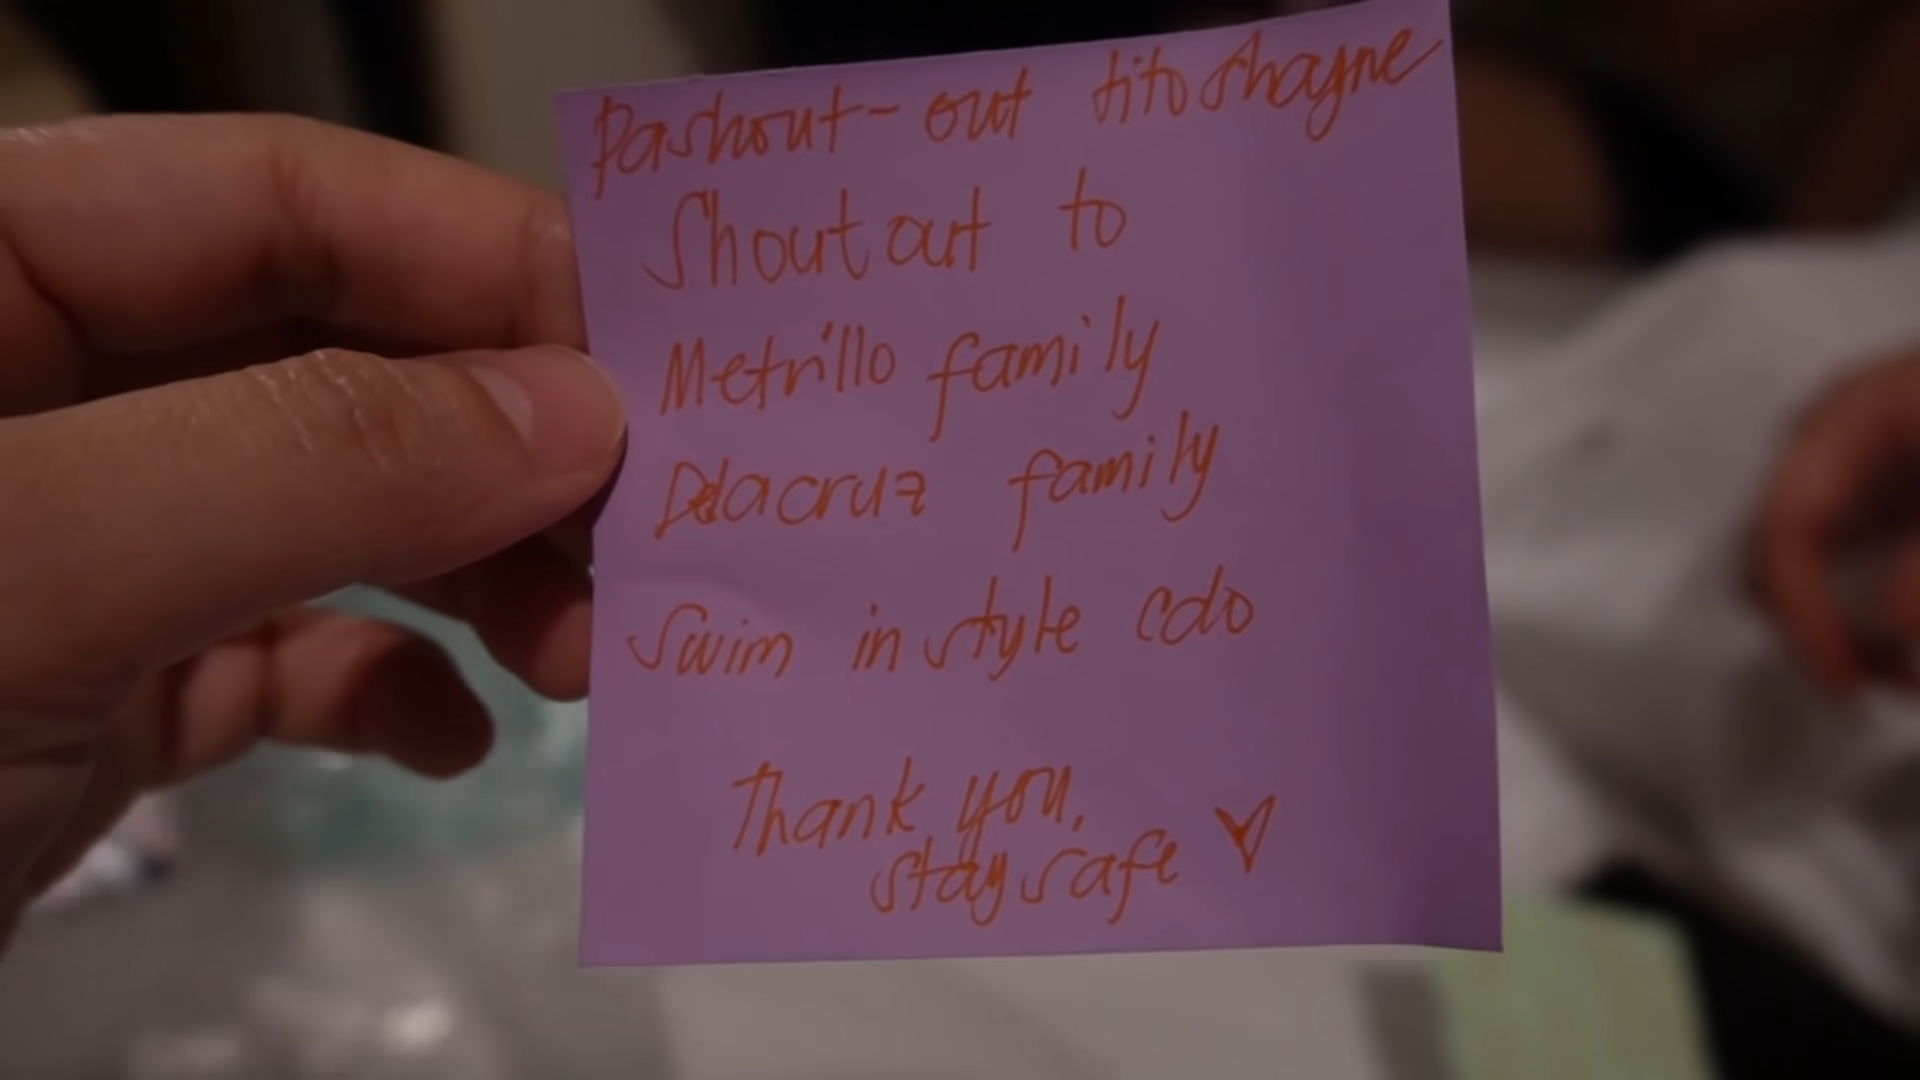 Pashout-out tito Shayne
Shout out to
Metrillo family
Delacruz family
Swim in style cdo
Thank you,
stay safe